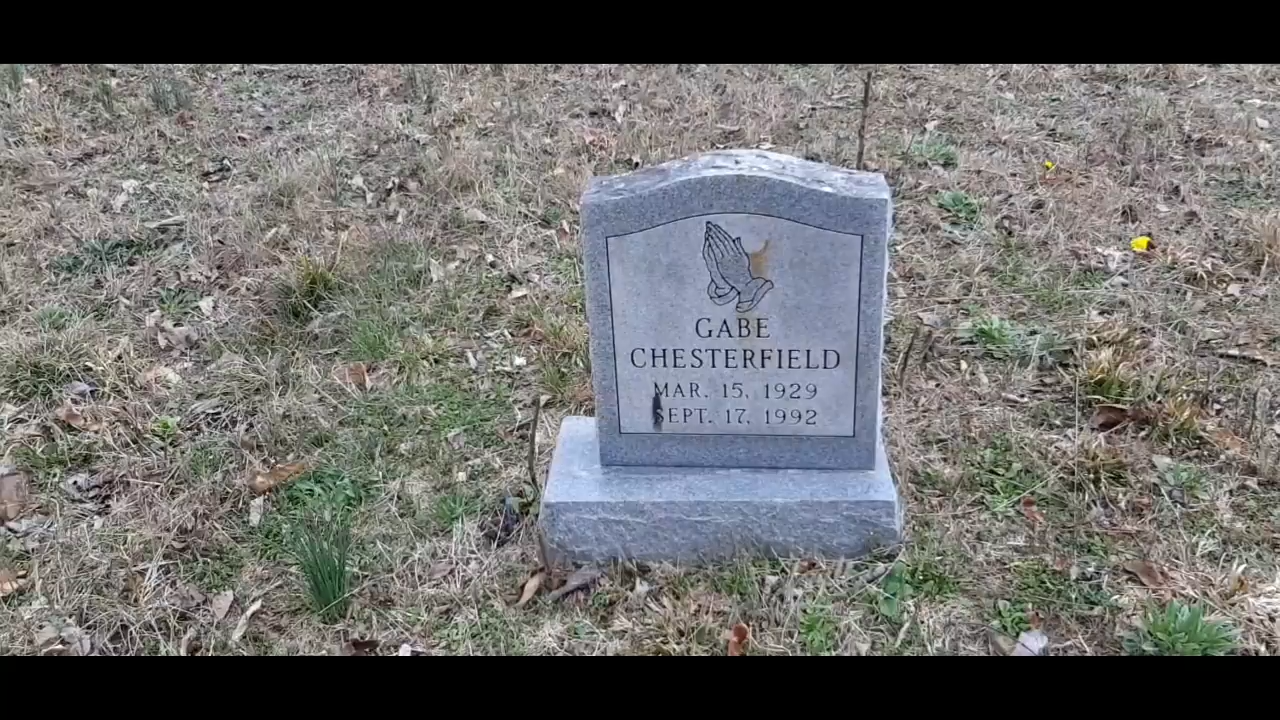 GABE
CHESTERFIELD
MAR. 15, 1929
SEPT. 17, 1992